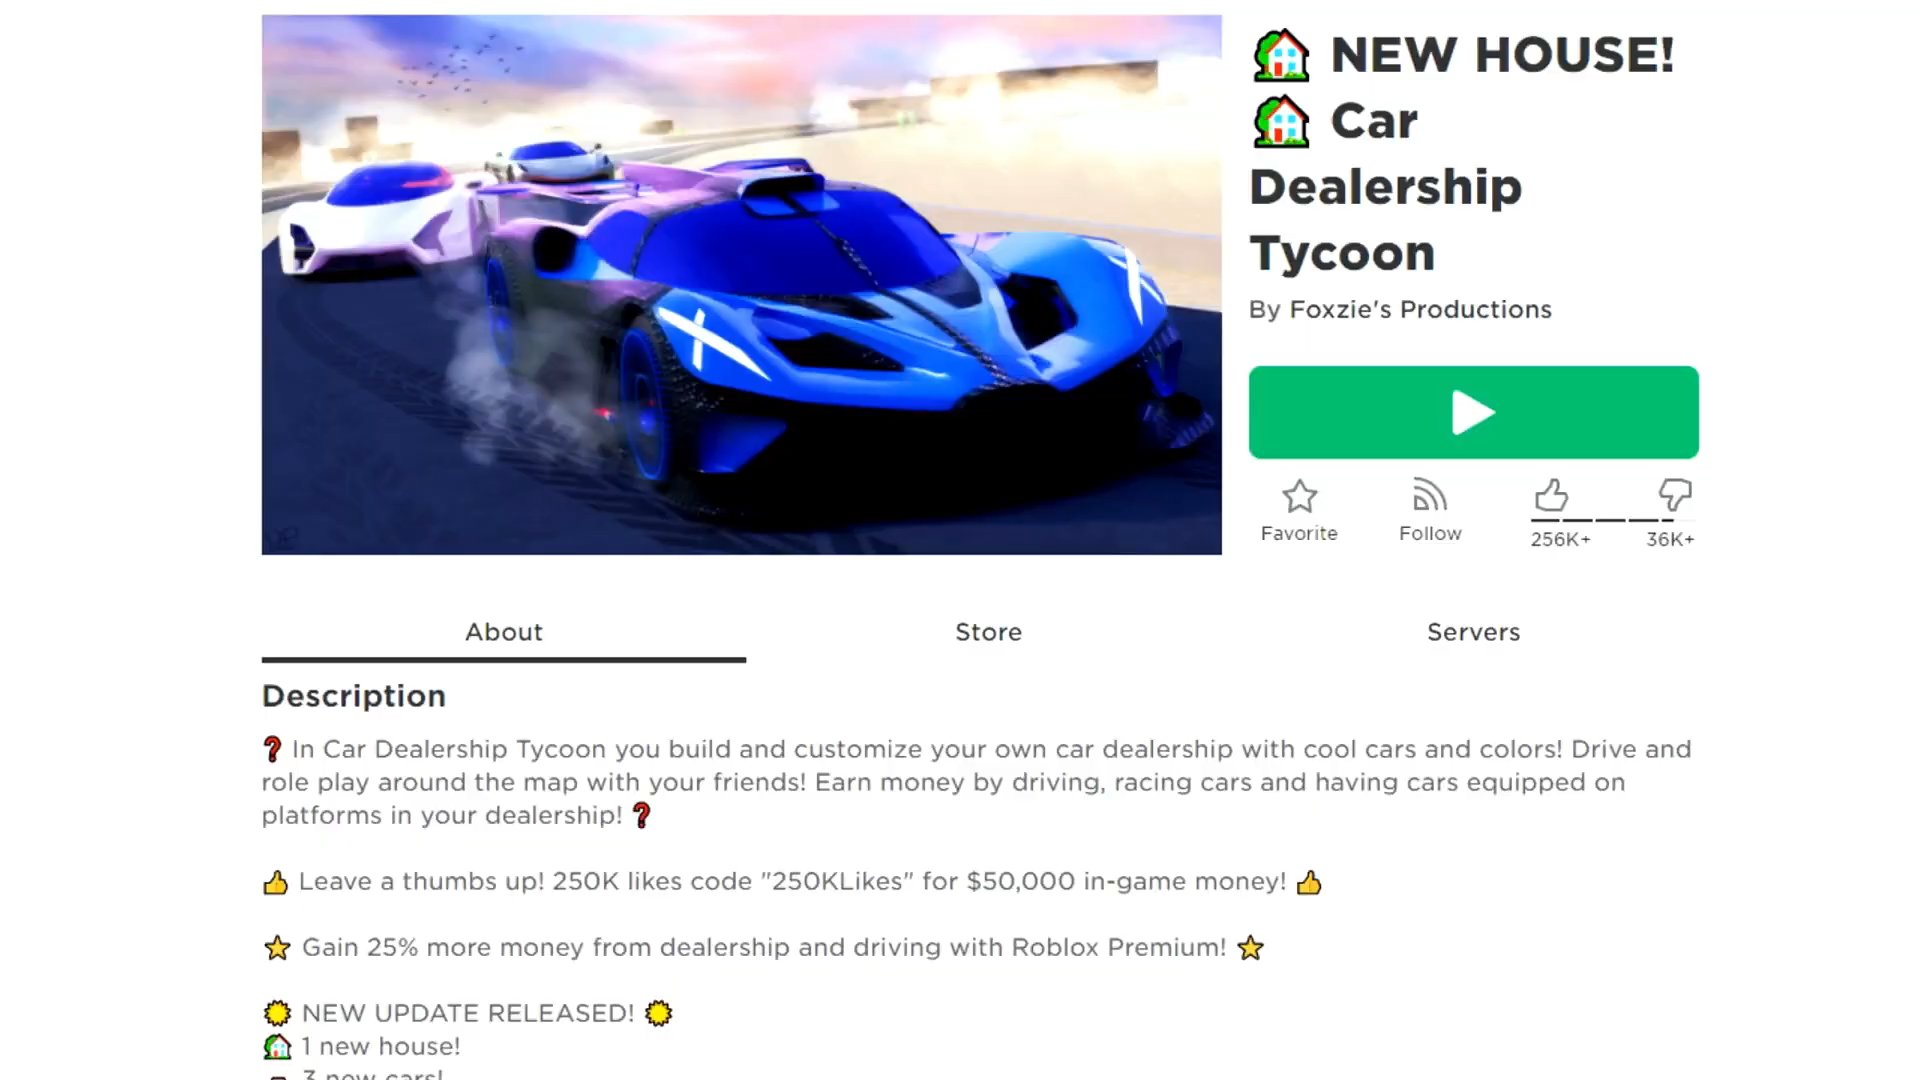 NEW HOUSE!
Car
Dealership
Tycoon
By Foxzie's Productions
Favorite
Follow
256K+
36K+
About
Store
Servers
Description
❓ In Car Dealership Tycoon you build and customize your own car dealership with cool cars and colors! Drive and
role play around the map with your friends! Earn money by driving, racing cars and having cars equipped on
platforms in your dealership! ❓
👍 Leave a thumbs up! 250K likes code "250KLikes" for $50,000 in-game money! 👍
⭐ Gain 25% more money from dealership and driving with Roblox Premium! ⭐
NEW UPDATE RELEASED!
1 new house!
3 new cars!